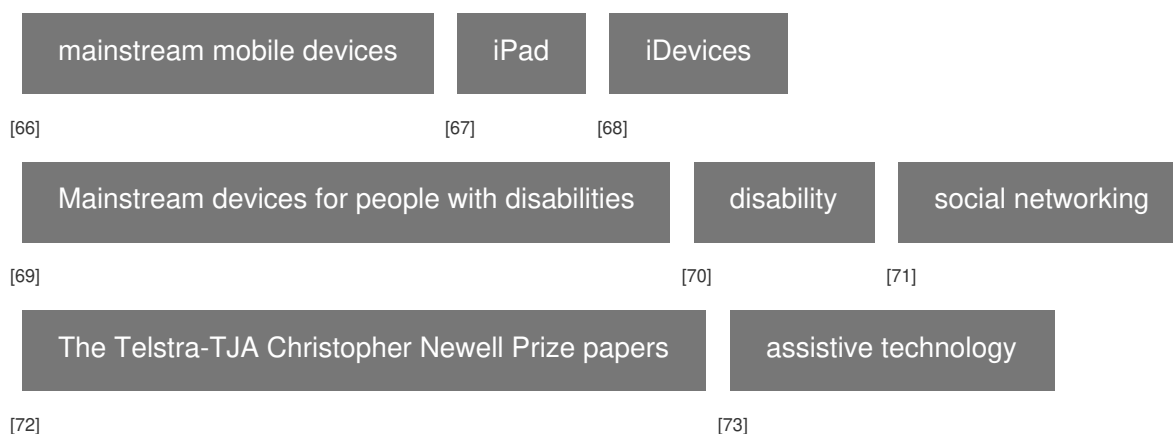 mainstream mobile devices iPad iDevices
[66] [67] [68]
Mainstream devices for people with disabilities disability social networking
[69] [70] [71]
The Telstra-TJA Christopher Newell Prize papers assistive technology
[72] [73]